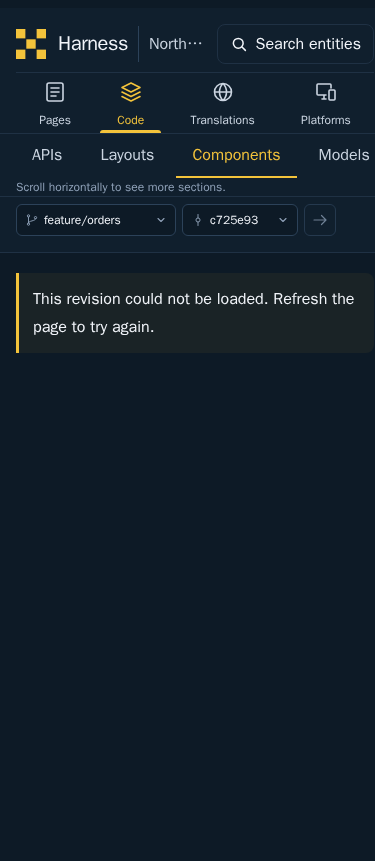 Harness
North…
Search entities
Pages
Code
Translations
Platforms
APIs
Layouts
Components
Models
Scroll horizontally to see more sections.
feature/orders
c725e93
This revision could not be loaded. Refresh the
page to try again.